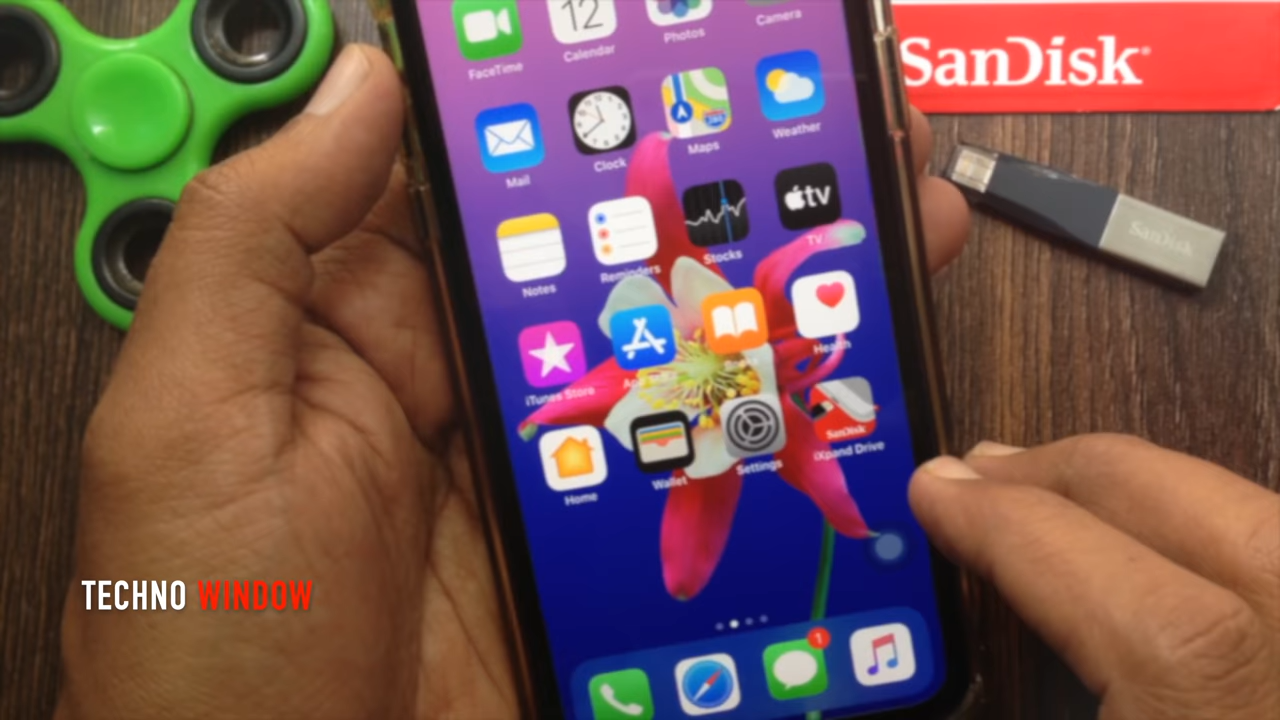 SanDisk
FaceTime
12
Calendar
Photos
Camera
Mail
Clock
Maps
280
Weather
Notes
Reminders
Stocks
tv
TV
SanDisk
iTunes Store
Health
Home
Wallet
Settings
SanDisk
iXpand Drive
TECHNO WINDOW
1